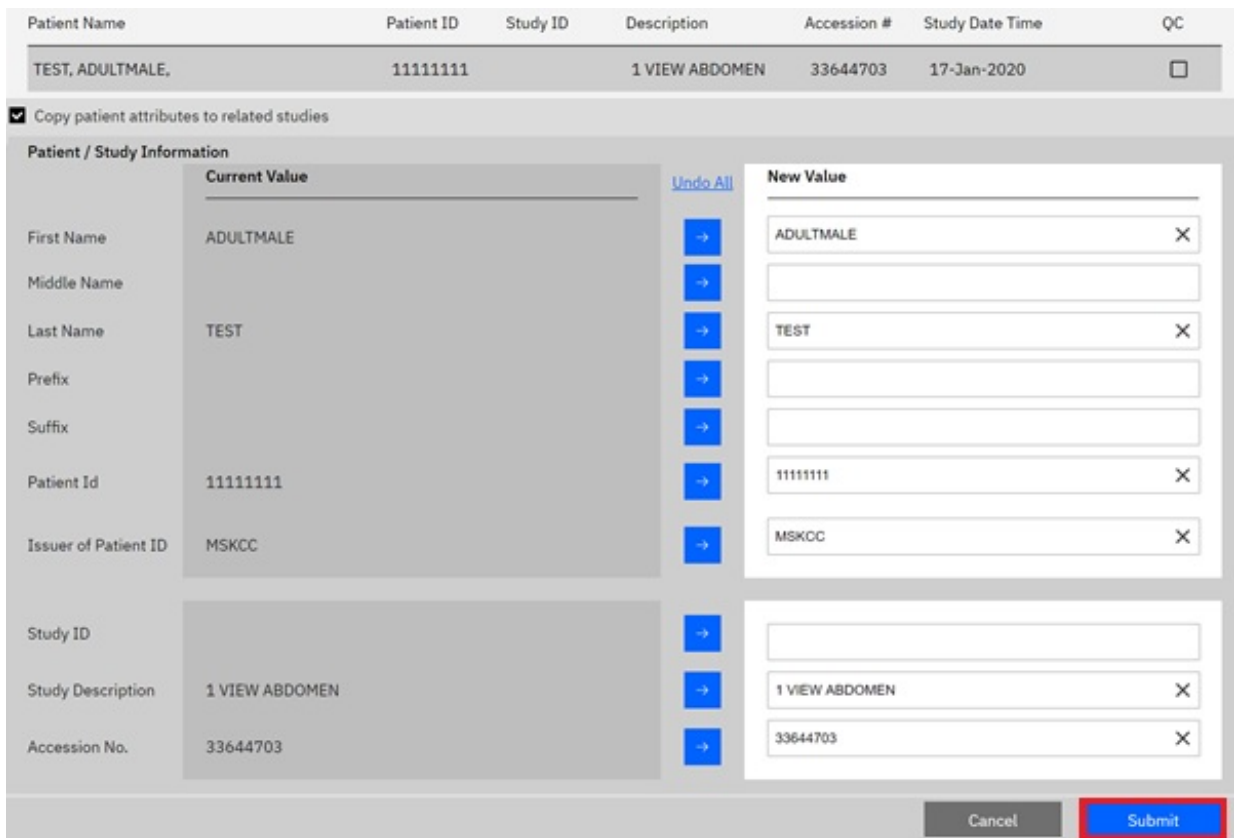 Patient Name Patient ID Study ID Description Accession # Study Date Time QC
TEST, ADULTMALE, 11111111 1 VIEW ABDOMEN 33644703 17-Jan-2020
Copy patient attributes to related studies
Patient / Study Information
Current Value Undo All New Value
First Name ADULTMALE ADULTMALE
Middle Name
Last Name TEST TEST
Prefix
Suffix
Patient Id 11111111 11111111
Issuer of Patient ID MSKCC MSKCC
Study ID
Study Description 1 VIEW ABDOMEN 1 VIEW ABDOMEN
Accession No. 33644703 33644703
Cancel Submit